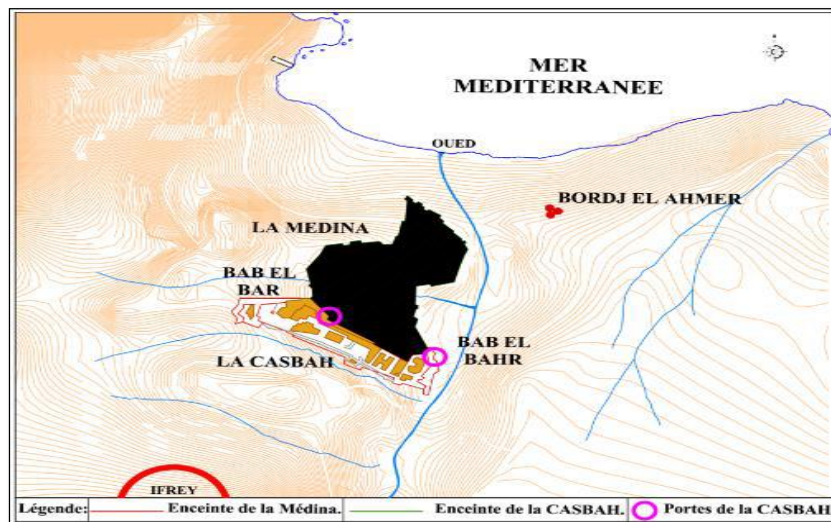 MER
MEDITERRANEE
OUED
BORDJ EL AHMER
LA MEDINA
BAB EL
BAR
BAB EL
BAHR
LA CASBAH
IFREY
Légende: Enceinte de la Médina. Enceinte de la CASBAH. Portes de la CASBAH